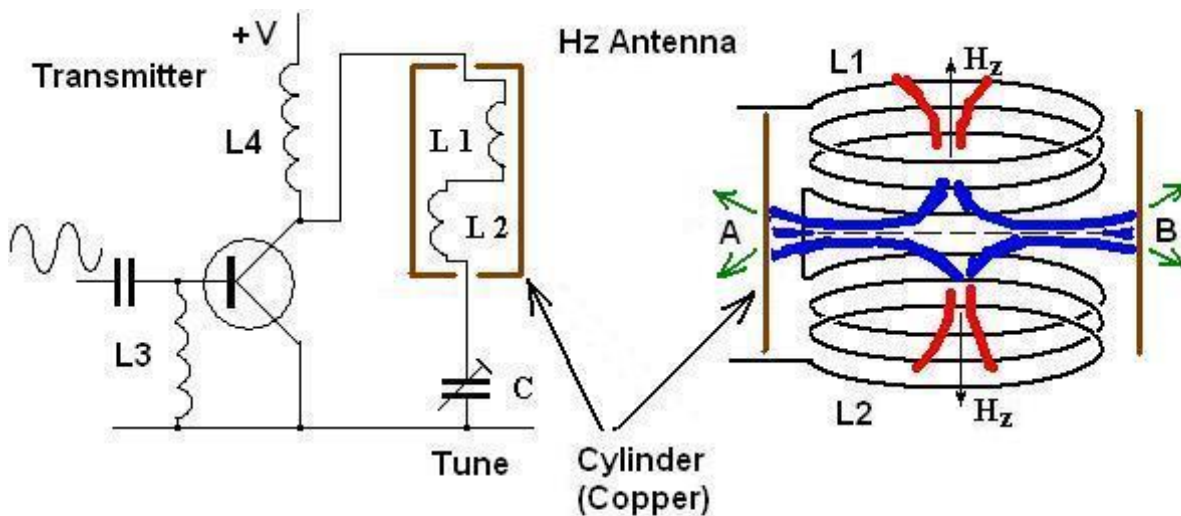 +V
Transmitter
L4
L3
L 1
L 2
C
Tune
Hz Antenna
L1
Hz
A
B
L2
Hz
Cylinder
(Copper)